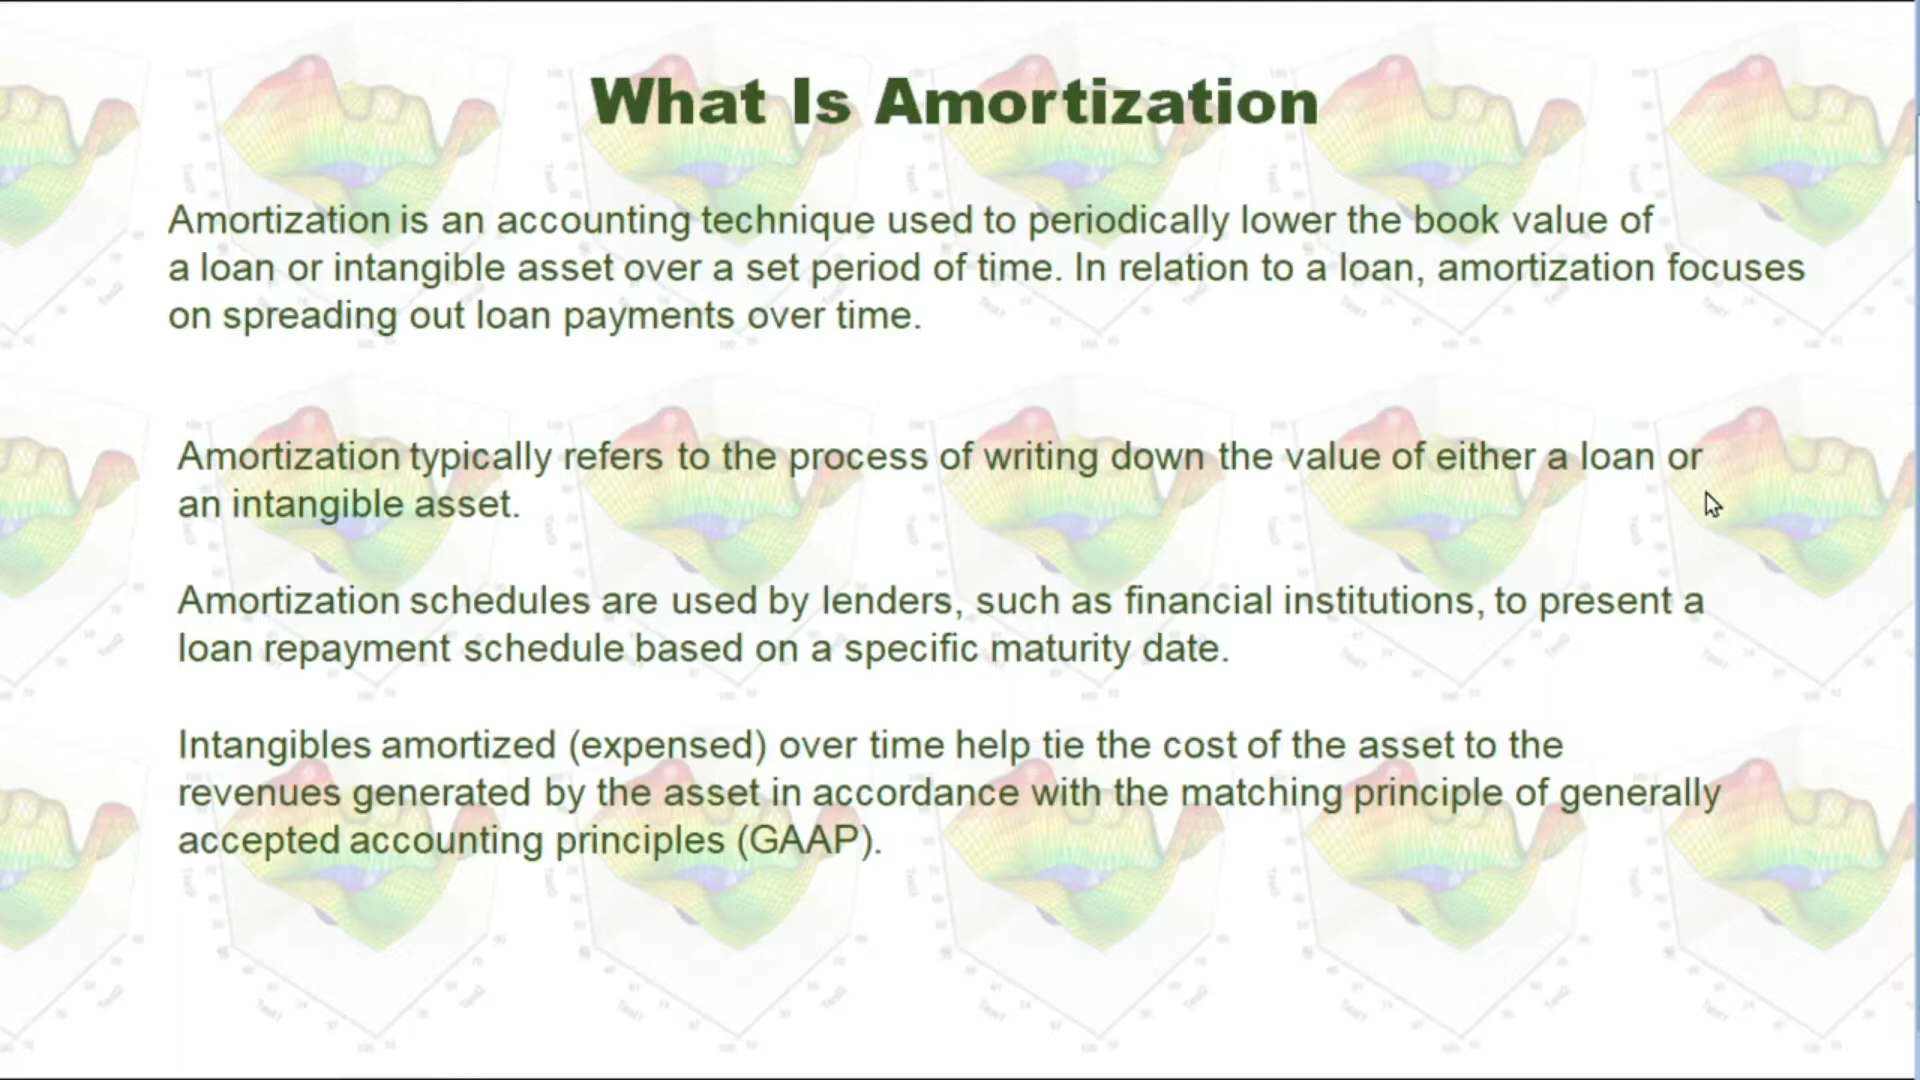 What Is Amortization
Amortization is an accounting technique used to periodically lower the book value of
a loan or intangible asset over a set period of time. In relation to a loan, amortization focuses
on spreading out loan payments over time.
Amortization typically refers to the process of writing down the value of either a loan or
an intangible asset.
Amortization schedules are used by lenders, such as financial institutions, to present a
loan repayment schedule based on a specific maturity date.
Intangibles amortized (expensed) over time help tie the cost of the asset to the
revenues generated by the asset in accordance with the matching principle of generally
accepted accounting principles (GAAP).